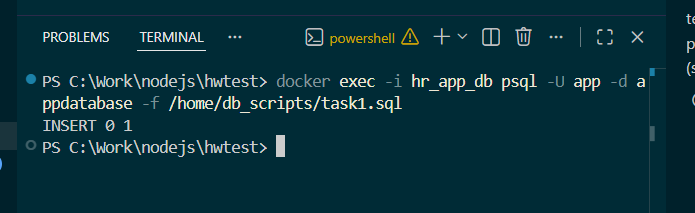 te
PROBLEMS TERMINAL ··· powershell
p
(s
PS C:\Work\nodejs\hwtest> docker exec -i hr_app_db psql -U app -d a
ppdatabase -f /home/db_scripts/task1.sql
INSERT 0 1
PS C:\Work\nodejs\hwtest>